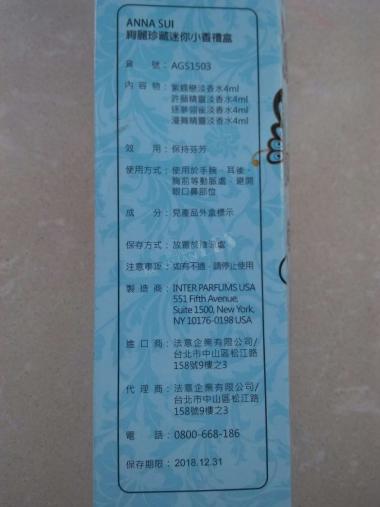 ANNA SUI
絢麗珍藏迷你小香禮盒
貨 號：AGS1503
內 容 物：紫蝶戀淡香水4ml
許願精靈淡香水4ml
逐夢翎雀淡香水4ml
漫舞精靈淡香水4ml
效 用：保持芬芳
使用方式：使用於手腕、耳後、
胸前等動脈處、避開
眼口鼻部位
成 分：見產品外盒標示
保存方式：放置於陰涼處
注意事項：如有不適，請停止使用
製 造 商：INTER PARFUMS USA
551 Fifth Avenue,
Suite 1500, New York,
NY 10176-0198 USA
進 口 商：法意企業有限公司/
台北市中山區松江路
158號9樓之3
代 理 商：法意企業有限公司/
台北市中山區松江路
158號9樓之3
電 話：0800-668-186
保存期限：2018.12.31